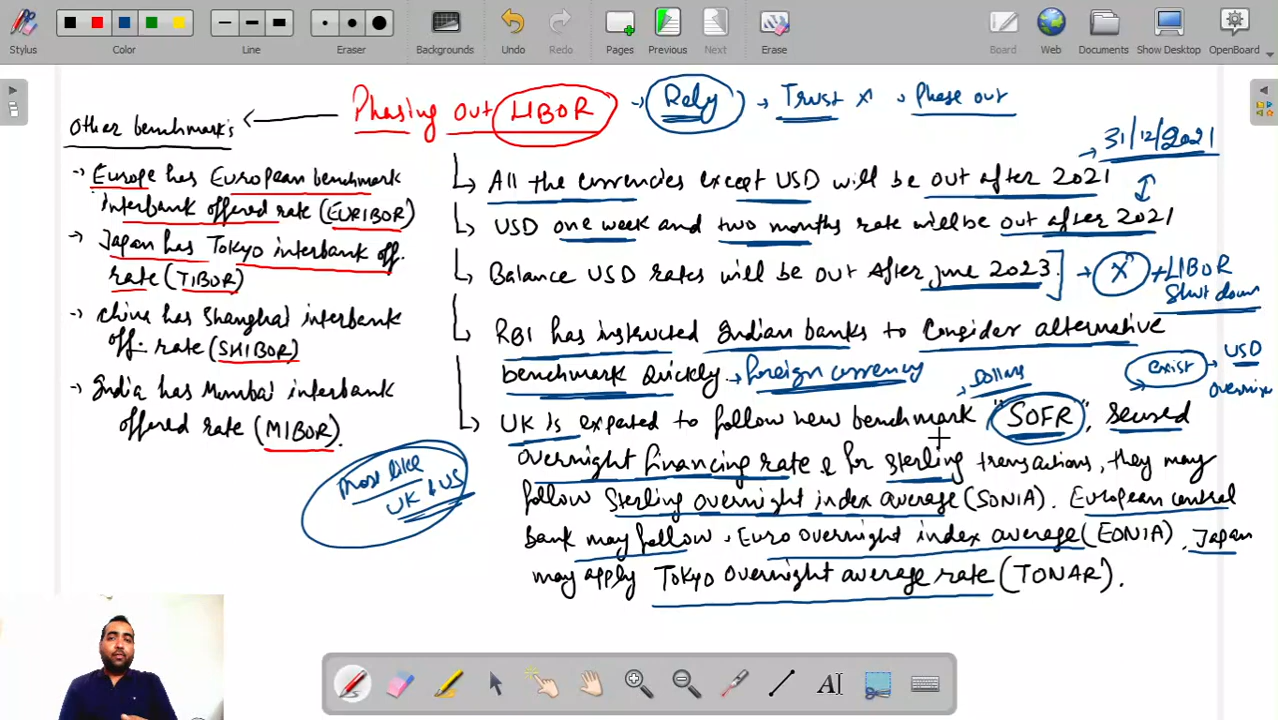 Stylus
Color
Line
Eraser
Backgrounds
Undo
Redo
Pages
Previous
Next
Erase
Board
Web
Documents
Show Desktop
OpenBoard
Phasing out LIBOR → Rely → Trust x → Phase out
31/12/2021
All the currencies except USD will be out after 2021
USD one week and two months rate will be out after 2021
Balance USD rates will be out After june 2023 → X + LIBOR
Shut down
RBI has instructed Indian banks to Consider alternative
benchmark Quickly → foreign currency
exist → USD
Dollars
UK is expected to follow new benchmark "SOFR", secured
overnight financing rate & for sterling transactions, they may
follow Sterling overnight index average (SONIA). European central
bank may follow, Euro overnight index average (EONIA). Japan
may apply Tokyo overnight average rate (TONAR).
Other benchmark's
→ Europe has European benchmark
interbank offered rate (EURIBOR)
→ Japan has Tokyo interbank off.
rate (TIBOR)
→ China has Shanghai interbank
off. rate (SHIBOR)
→ India has Mumbai interbank
offered rate (MIBOR).
most like
UK & US
AI